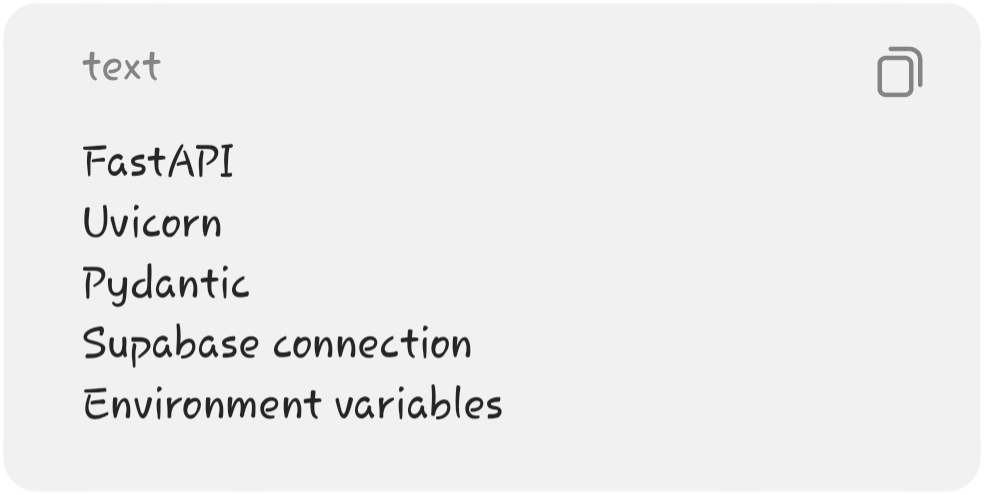 text
FastAPI
Uvicorn
Pydantic
Supabase connection
Environment variables